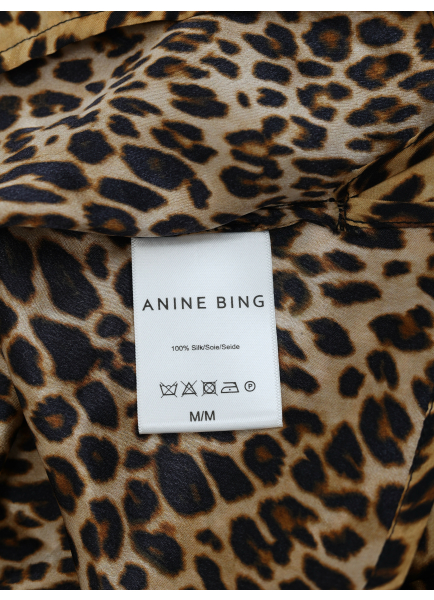 ANINE BING
100% Silk/Soie/Seide
P
M/M